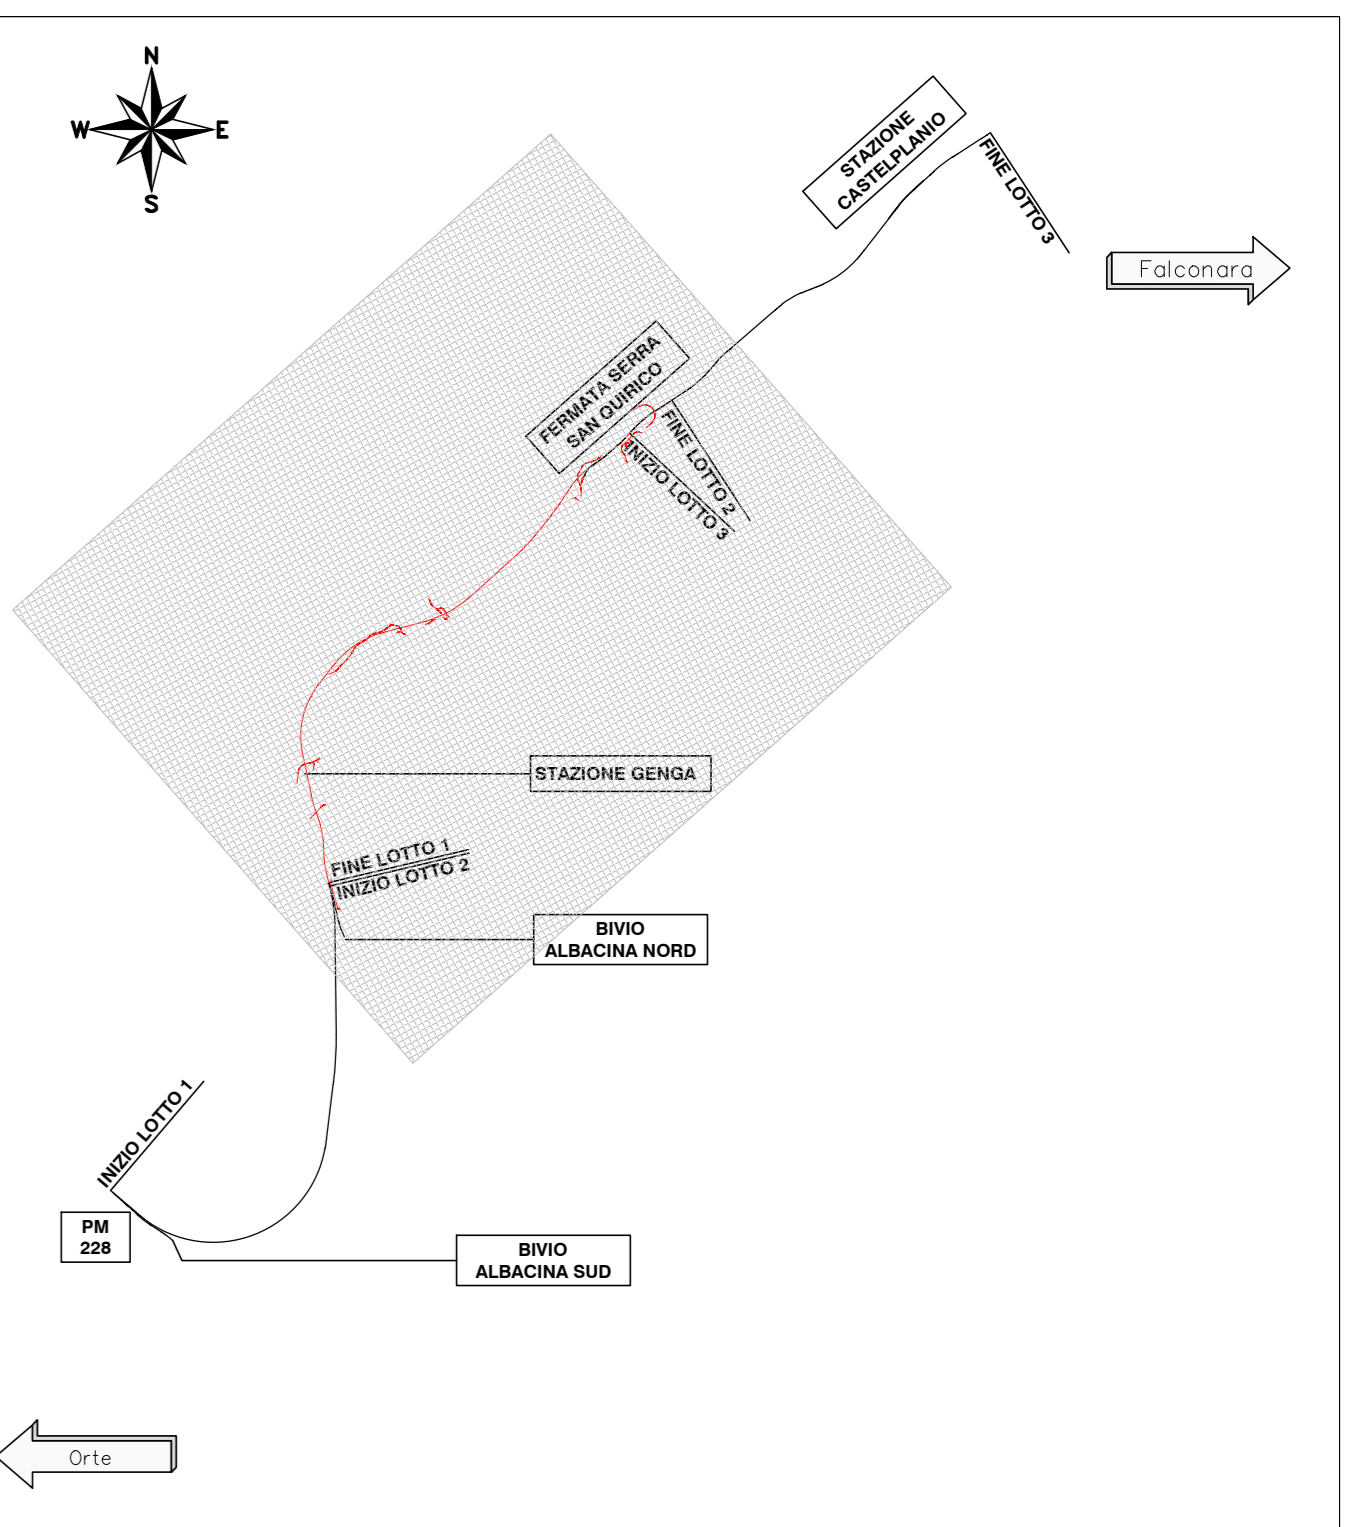 N
W
E
S
STAZIONE
CASTELPLANIO
FINE LOTTO 3
Falconara
FERMATA SERRA
SAN QUIRICO
FINE LOTTO 2
INIZIO LOTTO 3
STAZIONE GENGA
FINE LOTTO 1
INIZIO LOTTO 2
BIVIO
ALBACINA NORD
INIZIO LOTTO 1
PM
228
BIVIO
ALBACINA SUD
Orte